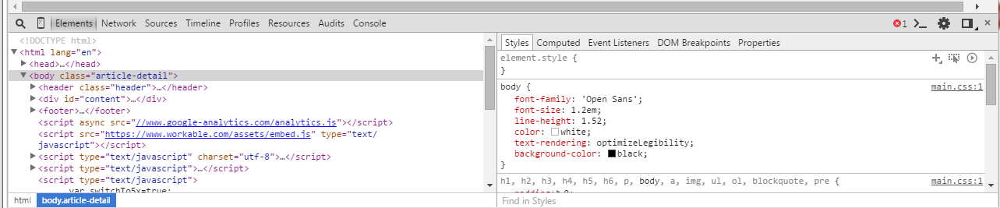 Elements Network Sources Timeline Profiles Resources Audits Console 1
<!DOCTYPE html>
<html lang="en">
<head>…</head>
<body class="article-detail">
<header class="header">…</header>
<div id="content">…</div>
<footer>…</footer>
<script async src="//www.google-analytics.com/analytics.js"></script>
<script src="https://www.workable.com/assets/embed.js" type="text/
javascript"></script>
<script type="text/javascript" charset="utf-8">…</script>
<script type="text/javascript">…</script>
<script type="text/javascript">
var switchTo5x=true;
html body.article-detail
Styles Computed Event Listeners DOM Breakpoints Properties
element.style {
}
body { main.css:1
font-family: 'Open Sans';
font-size: 1.2em;
line-height: 1.52;
color: white;
text-rendering: optimizeLegibility;
background-color: black;
}
h1, h2, h3, h4, h5, h6, p, body, a, img, ul, ol, blockquote, pre { main.css:1
padding: 0;
Find in Styles